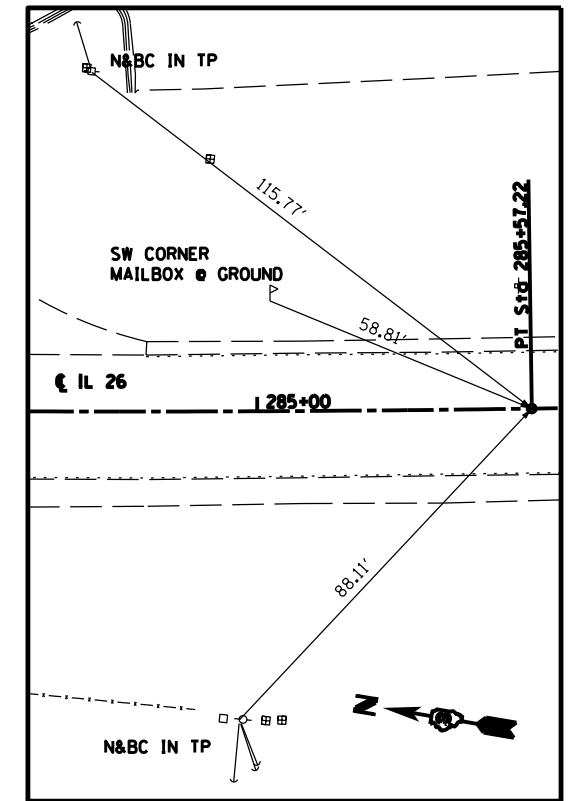 N&BC IN TP
115.77'
PT Sta 285+57.22
SW CORNER
MAILBOX @ GROUND
58.81'
℄ IL 26
285+00
88.11'
N
N&BC IN TP